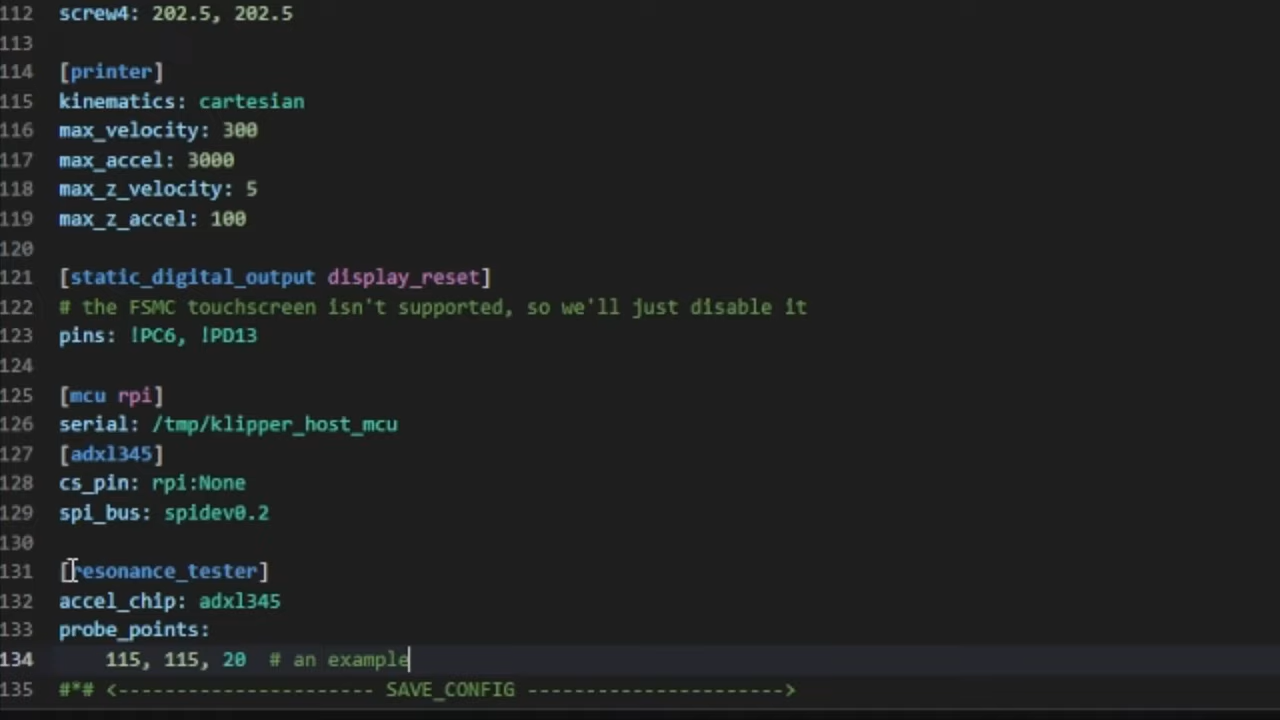 112 screw4: 202.5, 202.5
113
114 [printer]
115 kinematics: cartesian
116 max_velocity: 300
117 max_accel: 3000
118 max_z_velocity: 5
119 max_z_accel: 100
120
121 [static_digital_output display_reset]
122 # the FSMC touchscreen isn't supported, so we'll just disable it
123 pins: !PC6, !PD13
124
125 [mcu rpi]
126 serial: /tmp/klipper_host_mcu
127 [adxl345]
128 cs_pin: rpi:None
129 spi_bus: spidev0.2
130
131 [resonance_tester]
132 accel_chip: adxl345
133 probe_points:
134     115, 115, 20  # an example
135 #*# <---------------------- SAVE_CONFIG ---------------------->